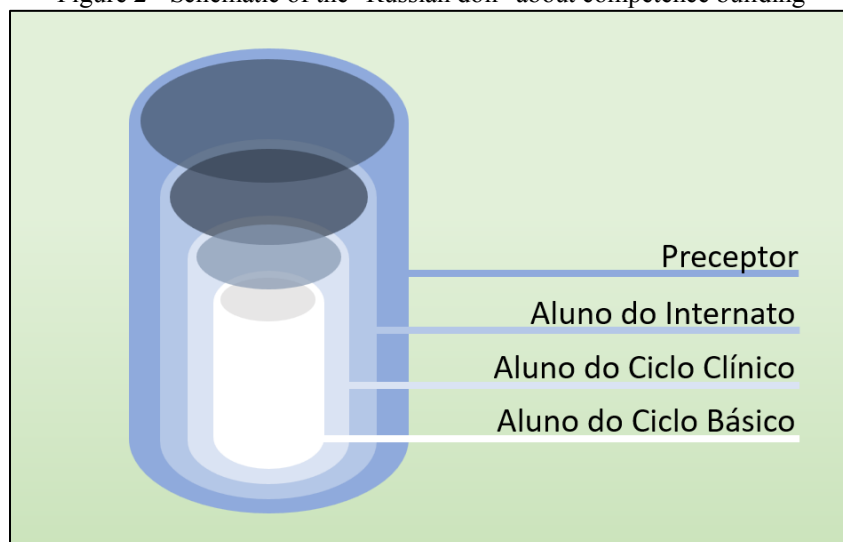 Figure 2 - Schematic of the "Russian doll" about competence building
Preceptor
Aluno do Internato
Aluno do Ciclo Clínico
Aluno do Ciclo Básico